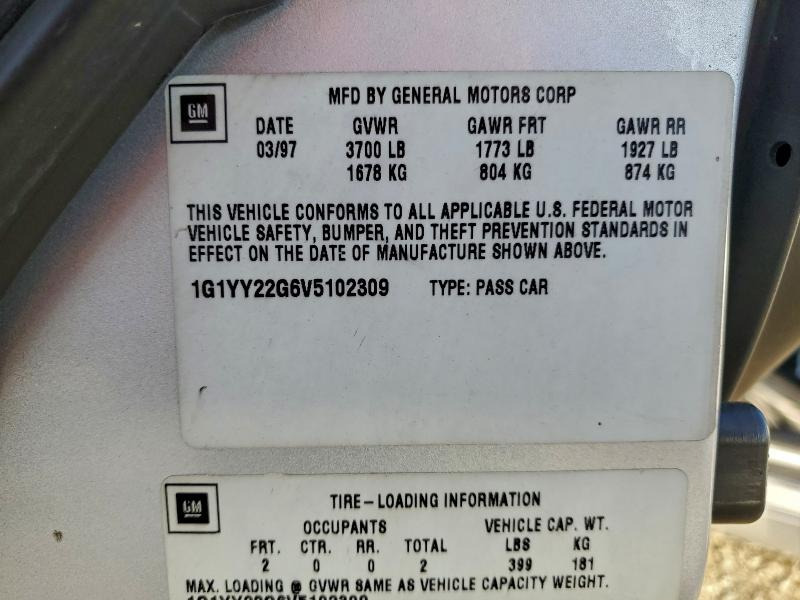 GM
MFD BY GENERAL MOTORS CORP
DATE GVWR GAWR FRT GAWR RR
03/97 3700 LB 1773 LB 1927 LB
1678 KG 804 KG 874 KG
THIS VEHICLE CONFORMS TO ALL APPLICABLE U.S. FEDERAL MOTOR
VEHICLE SAFETY, BUMPER, AND THEFT PREVENTION STANDARDS IN
EFFECT ON THE DATE OF MANUFACTURE SHOWN ABOVE.
1G1YY22G6V5102309 TYPE: PASS CAR
GM
TIRE-LOADING INFORMATION
OCCUPANTS VEHICLE CAP. WT.
FRT. CTR. RR. TOTAL LBS KG
2 0 0 2 399 181
MAX. LOADING @ GVWR SAME AS VEHICLE CAPACITY WEIGHT.
1G1YY22G6V5102309